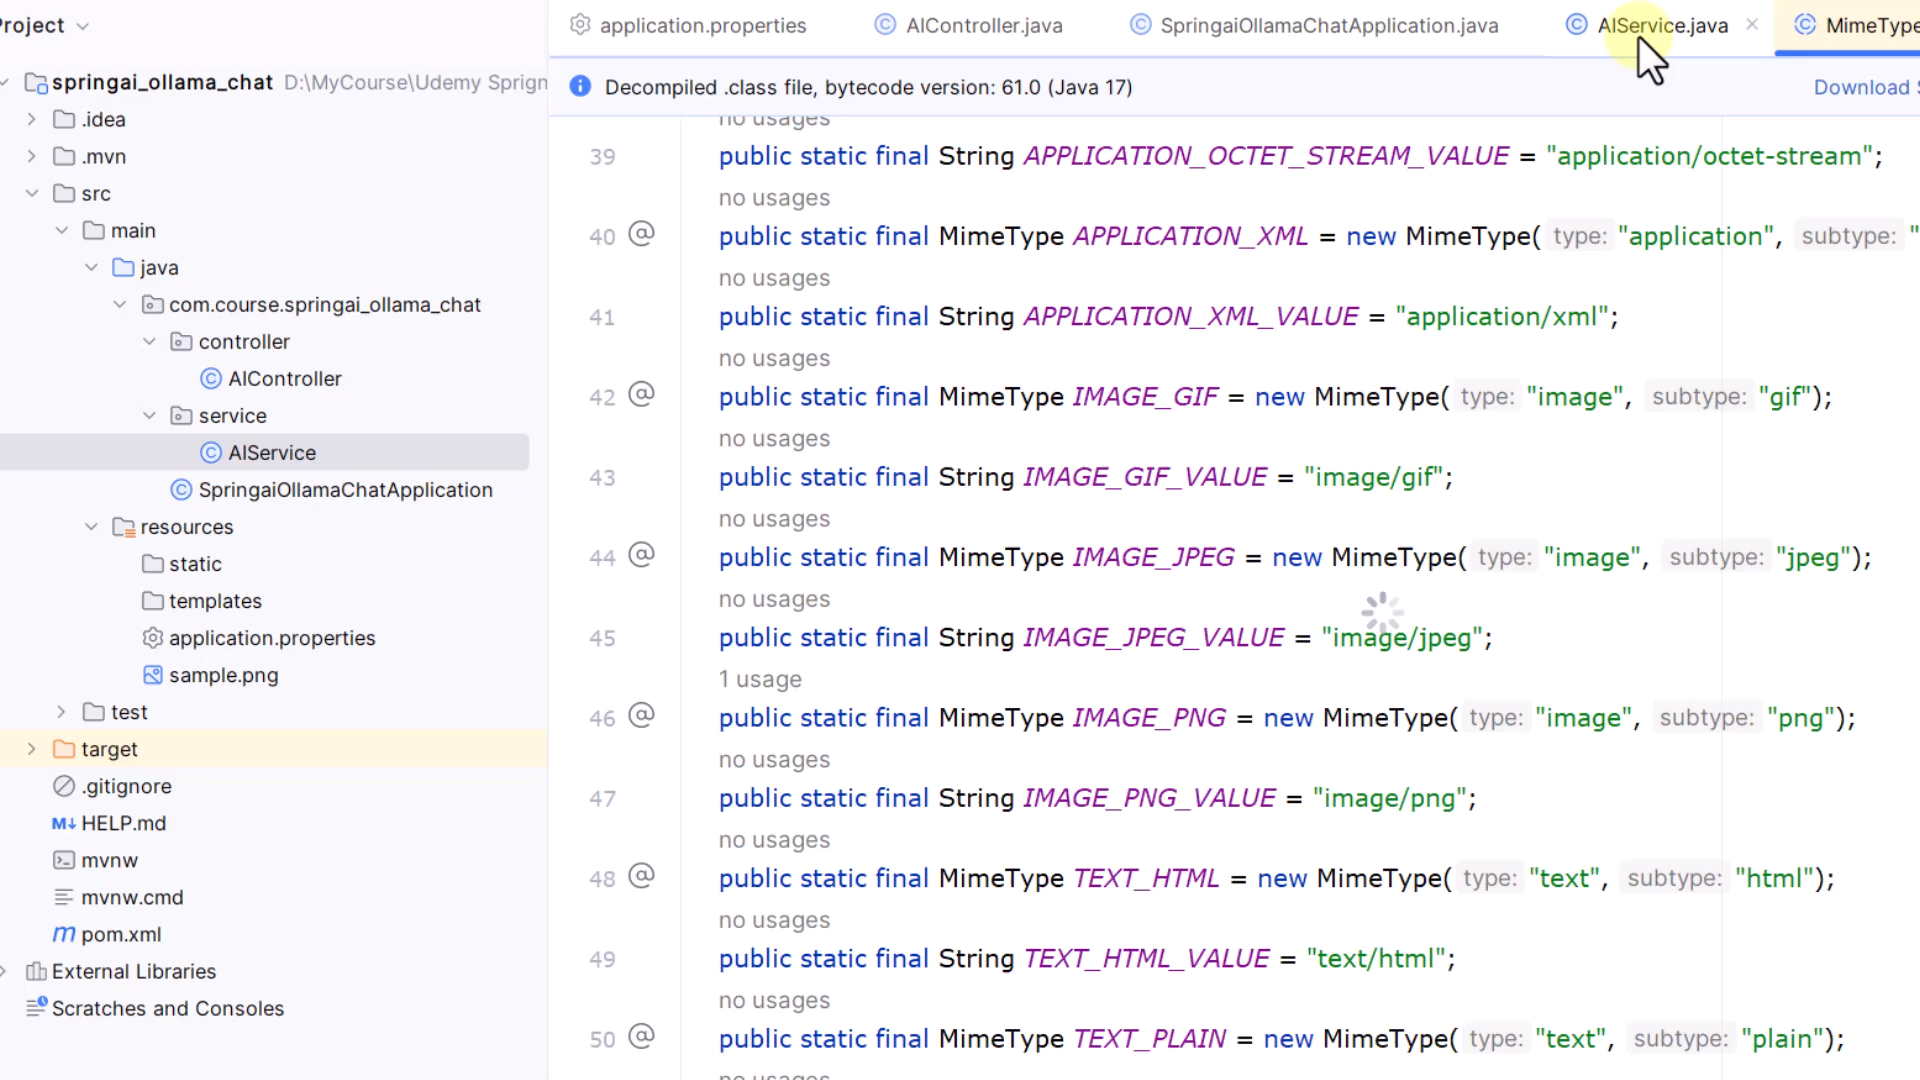 Project
springai_ollama_chat D:\MyCourse\Udemy Sprign
.idea
.mvn
src
main
java
com.course.springai_ollama_chat
controller
AIController
service
AIService
SpringaiOllamaChatApplication
resources
static
templates
application.properties
sample.png
test
target
.gitignore
M↓ HELP.md
mvnw
mvnw.cmd
m pom.xml
External Libraries
Scratches and Consoles
application.properties AIController.java SpringaiOllamaChatApplication.java AIService.java MimeType
Decompiled .class file, bytecode version: 61.0 (Java 17) Download
no usages
39 public static final String APPLICATION_OCTET_STREAM_VALUE = "application/octet-stream";
no usages
40 @ public static final MimeType APPLICATION_XML = new MimeType( type: "application", subtype: "
no usages
41 public static final String APPLICATION_XML_VALUE = "application/xml";
no usages
42 @ public static final MimeType IMAGE_GIF = new MimeType( type: "image", subtype: "gif");
no usages
43 public static final String IMAGE_GIF_VALUE = "image/gif";
no usages
44 @ public static final MimeType IMAGE_JPEG = new MimeType( type: "image", subtype: "jpeg");
no usages
45 public static final String IMAGE_JPEG_VALUE = "image/jpeg";
1 usage
46 @ public static final MimeType IMAGE_PNG = new MimeType( type: "image", subtype: "png");
no usages
47 public static final String IMAGE_PNG_VALUE = "image/png";
no usages
48 @ public static final MimeType TEXT_HTML = new MimeType( type: "text", subtype: "html");
no usages
49 public static final String TEXT_HTML_VALUE = "text/html";
no usages
50 @ public static final MimeType TEXT_PLAIN = new MimeType( type: "text", subtype: "plain");
no usages